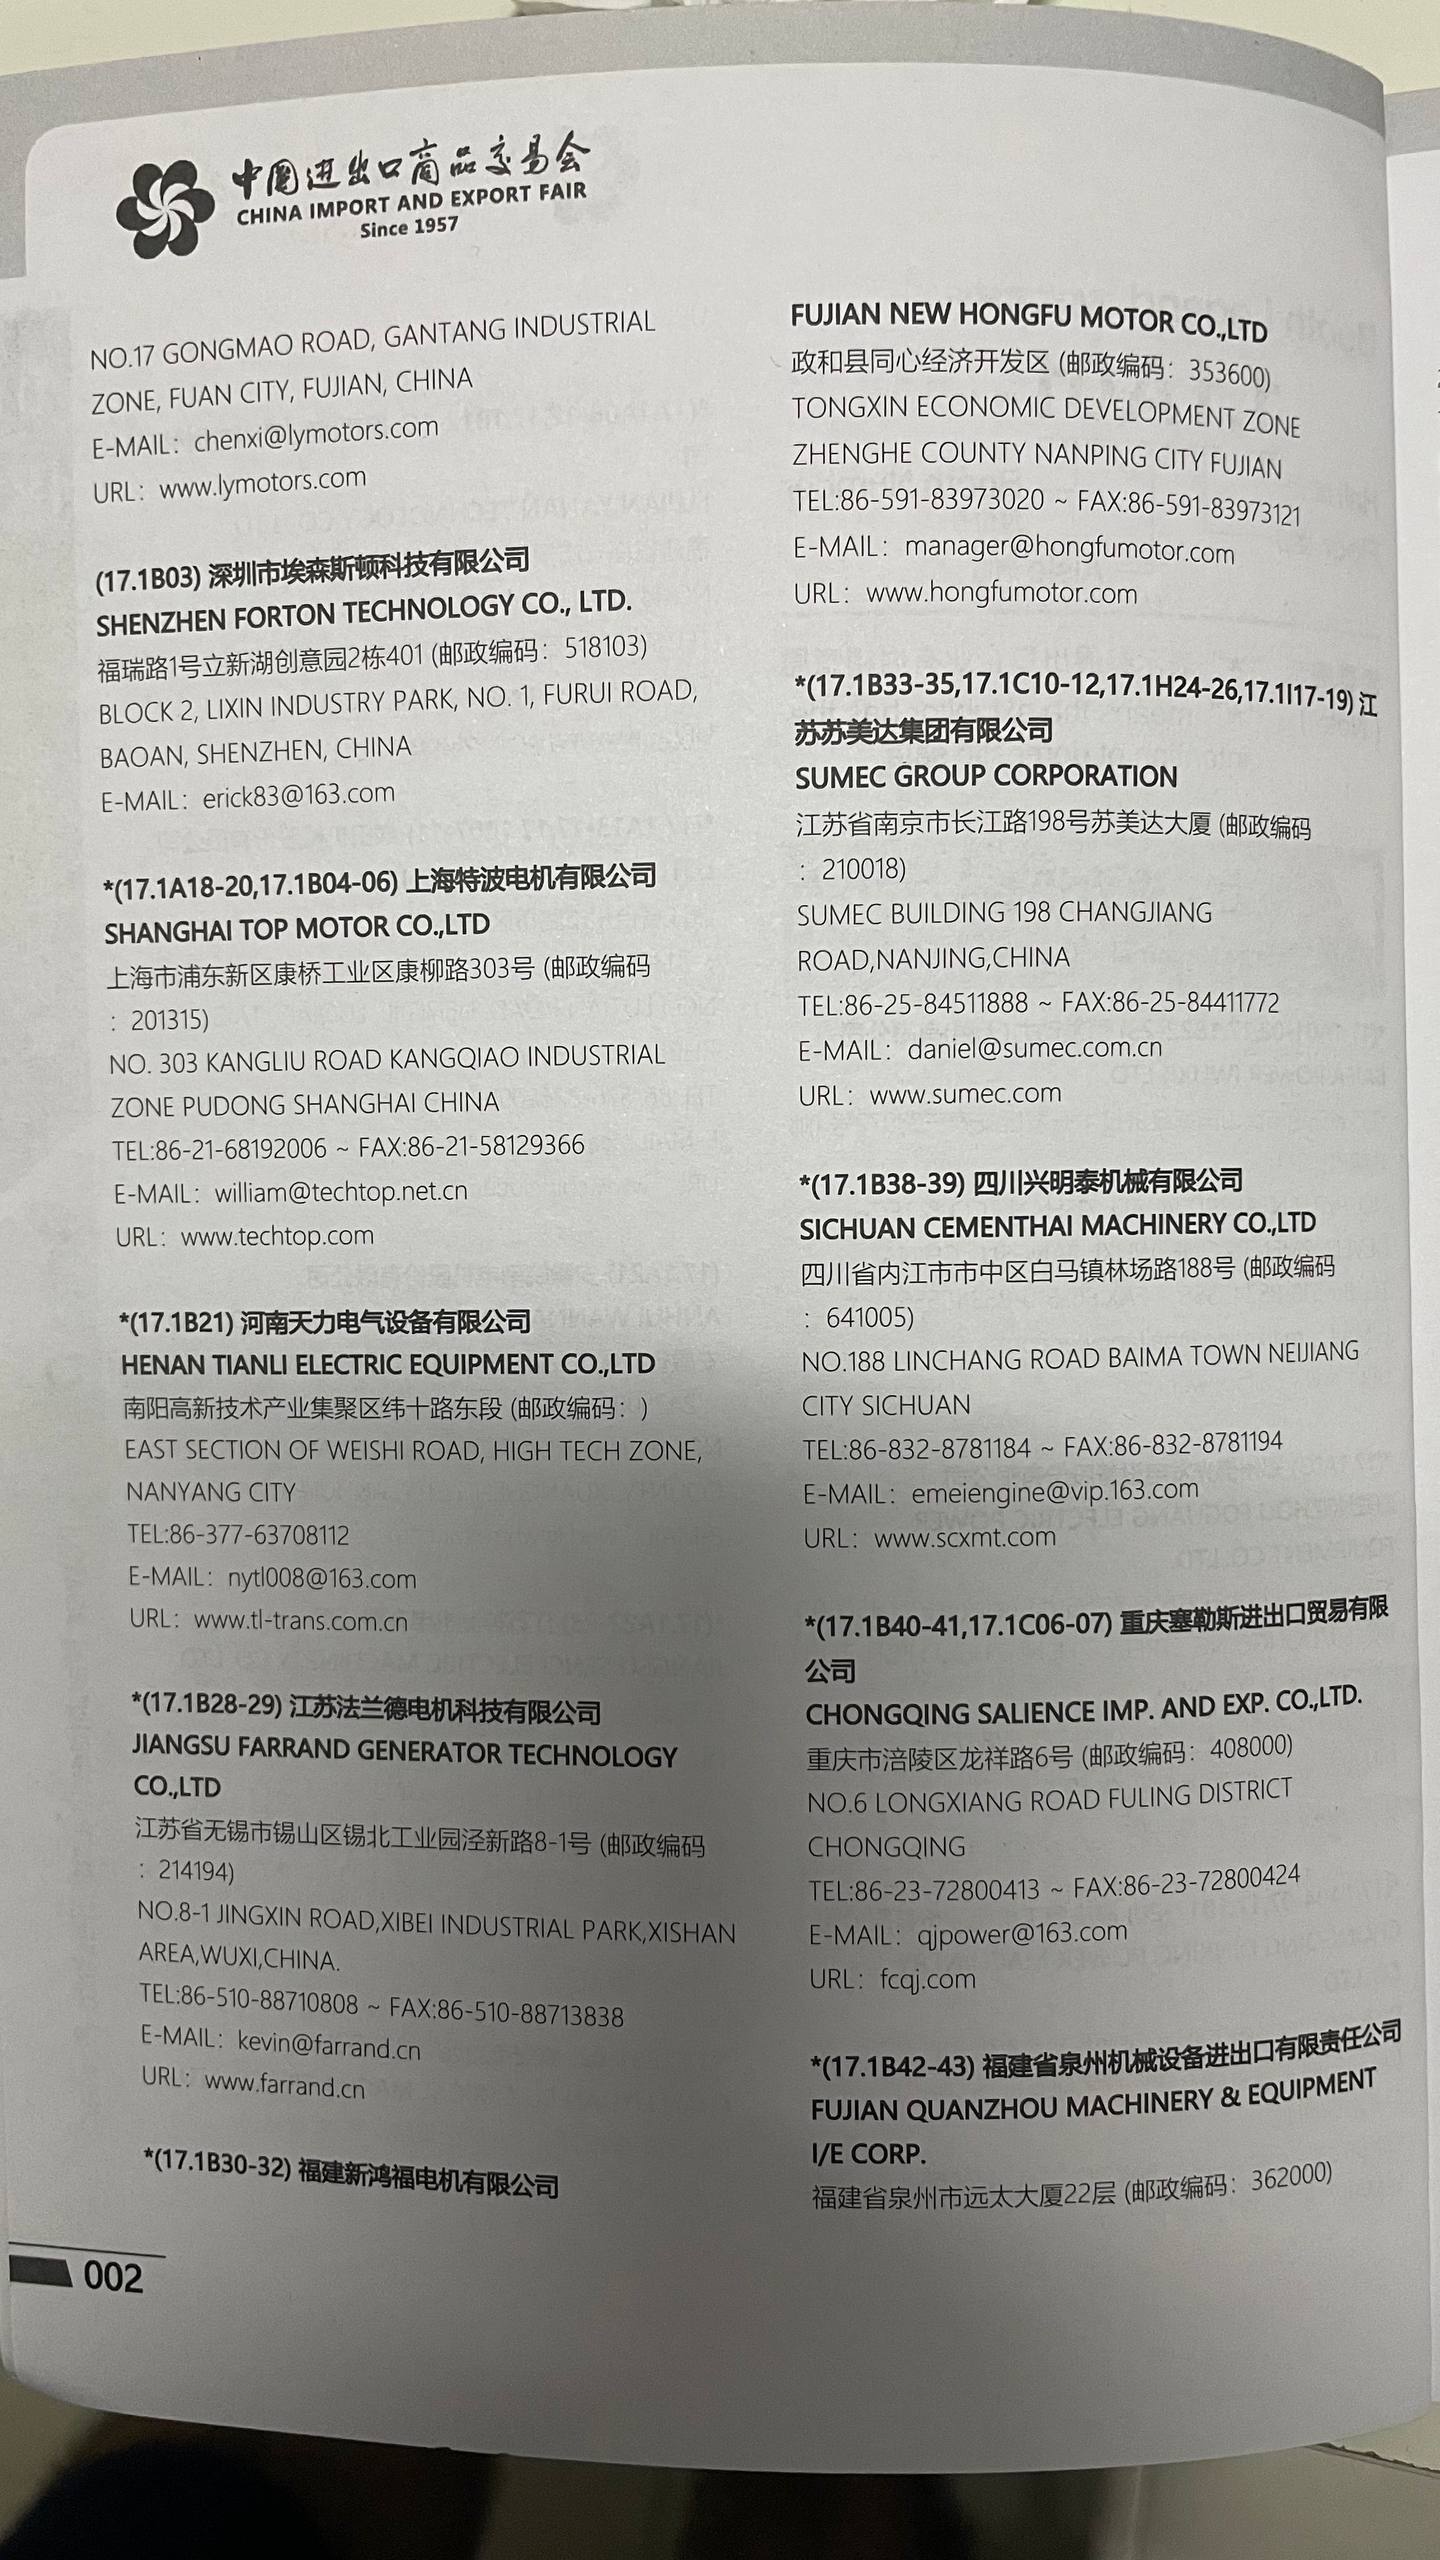 中国进出口商品交易会
CHINA IMPORT AND EXPORT FAIR
Since 1957
NO.17 GONGMAO ROAD, GANTANG INDUSTRIAL
ZONE, FUAN CITY, FUJIAN, CHINA
E-MAIL：chenxi@lymotors.com
URL：www.lymotors.com
(17.1B03) 深圳市埃森斯顿科技有限公司
SHENZHEN FORTON TECHNOLOGY CO., LTD.
福瑞路1号立新湖创意园2栋401 (邮政编码：518103)
BLOCK 2, LIXIN INDUSTRY PARK, NO. 1, FURUI ROAD,
BAOAN, SHENZHEN, CHINA
E-MAIL：erick83@163.com
*(17.1A18-20,17.1B04-06) 上海特波电机有限公司
SHANGHAI TOP MOTOR CO.,LTD
上海市浦东新区康桥工业区康柳路303号 (邮政编码
：201315)
NO. 303 KANGLIU ROAD KANGQIAO INDUSTRIAL
ZONE PUDONG SHANGHAI CHINA
TEL:86-21-68192006 ~ FAX:86-21-58129366
E-MAIL：william@techtop.net.cn
URL：www.techtop.com
*(17.1B21) 河南天力电气设备有限公司
HENAN TIANLI ELECTRIC EQUIPMENT CO.,LTD
南阳高新技术产业集聚区纬十路东段 (邮政编码：)
EAST SECTION OF WEISHI ROAD, HIGH TECH ZONE,
NANYANG CITY
TEL:86-377-63708112
E-MAIL：nytl008@163.com
URL：www.tl-trans.com.cn
*(17.1B28-29) 江苏法兰德电机科技有限公司
JIANGSU FARRAND GENERATOR TECHNOLOGY
CO.,LTD
江苏省无锡市锡山区锡北工业园泾新路8-1号 (邮政编码
：214194)
NO.8-1 JINGXIN ROAD,XIBEI INDUSTRIAL PARK,XISHAN
AREA,WUXI,CHINA.
TEL:86-510-88710808 ~ FAX:86-510-88713838
E-MAIL：kevin@farrand.cn
URL：www.farrand.cn
*(17.1B30-32) 福建新鸿福电机有限公司
FUJIAN NEW HONGFU MOTOR CO.,LTD
政和县同心经济开发区 (邮政编码：353600)
TONGXIN ECONOMIC DEVELOPMENT ZONE
ZHENGHE COUNTY NANPING CITY FUJIAN
TEL:86-591-83973020 ~ FAX:86-591-83973121
E-MAIL：manager@hongfumotor.com
URL：www.hongfumotor.com
*(17.1B33-35,17.1C10-12,17.1H24-26,17.1I17-19) 江
苏苏美达集团有限公司
SUMEC GROUP CORPORATION
江苏省南京市长江路198号苏美达大厦 (邮政编码
：210018)
SUMEC BUILDING 198 CHANGJIANG
ROAD,NANJING,CHINA
TEL:86-25-84511888 ~ FAX:86-25-84411772
E-MAIL：daniel@sumec.com.cn
URL：www.sumec.com
*(17.1B38-39) 四川兴明泰机械有限公司
SICHUAN CEMENTHAI MACHINERY CO.,LTD
四川省内江市市中区白马镇林场路188号 (邮政编码
：641005)
NO.188 LINCHANG ROAD BAIMA TOWN NEIJIANG
CITY SICHUAN
TEL:86-832-8781184 ~ FAX:86-832-8781194
E-MAIL：emeiengine@vip.163.com
URL：www.scxmt.com
*(17.1B40-41,17.1C06-07) 重庆塞勒斯进出口贸易有限
公司
CHONGQING SALIENCE IMP. AND EXP. CO.,LTD.
重庆市涪陵区龙祥路6号 (邮政编码：408000)
NO.6 LONGXIANG ROAD FULING DISTRICT
CHONGQING
TEL:86-23-72800413 ~ FAX:86-23-72800424
E-MAIL：qjpower@163.com
URL：fcqj.com
*(17.1B42-43) 福建省泉州机械设备进出口有限责任公司
FUJIAN QUANZHOU MACHINERY & EQUIPMENT
I/E CORP.
福建省泉州市远太大厦22层 (邮政编码：362000)
002